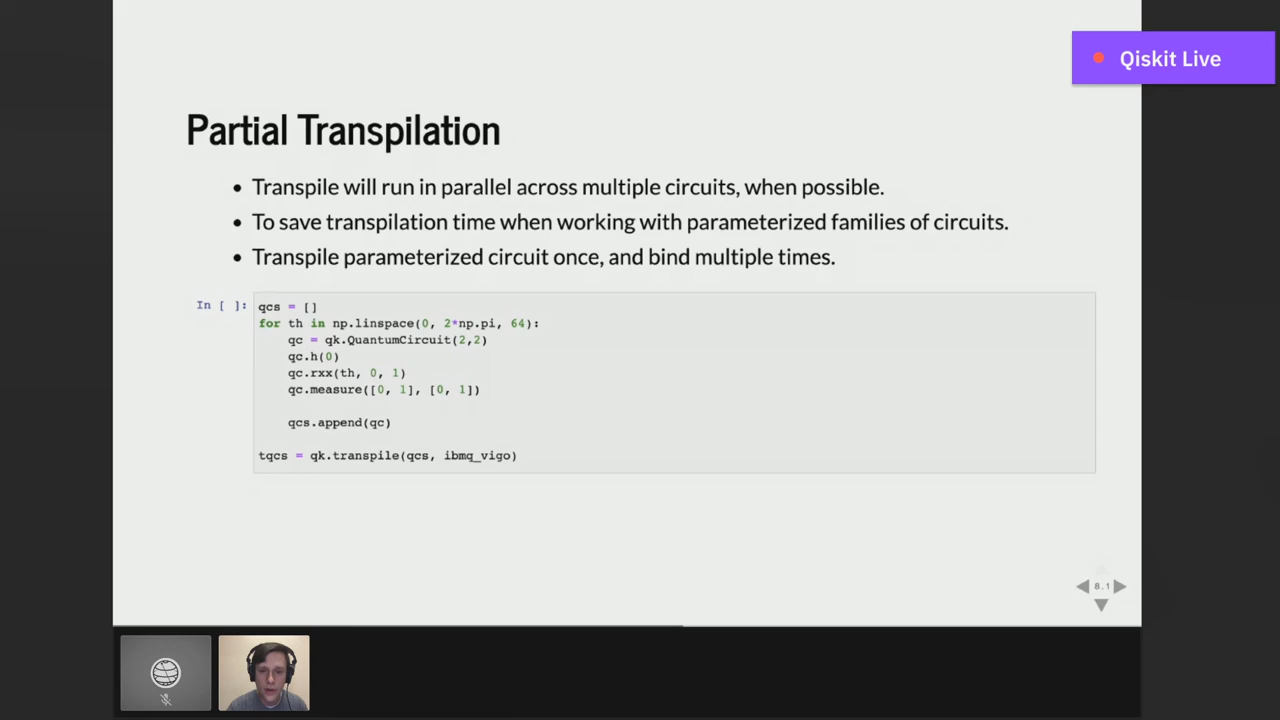 Qiskit Live
Partial Transpilation
• Transpile will run in parallel across multiple circuits, when possible.
• To save transpilation time when working with parameterized families of circuits.
• Transpile parameterized circuit once, and bind multiple times.
In [ ]:
qcs = []
for th in np.linspace(0, 2*np.pi, 64):
    qc = qk.QuantumCircuit(2,2)
    qc.h(0)
    qc.rxx(th, 0, 1)
    qc.measure([0, 1], [0, 1])
    qcs.append(qc)
tqcs = qk.transpile(qcs, ibmq_vigo)
8.1